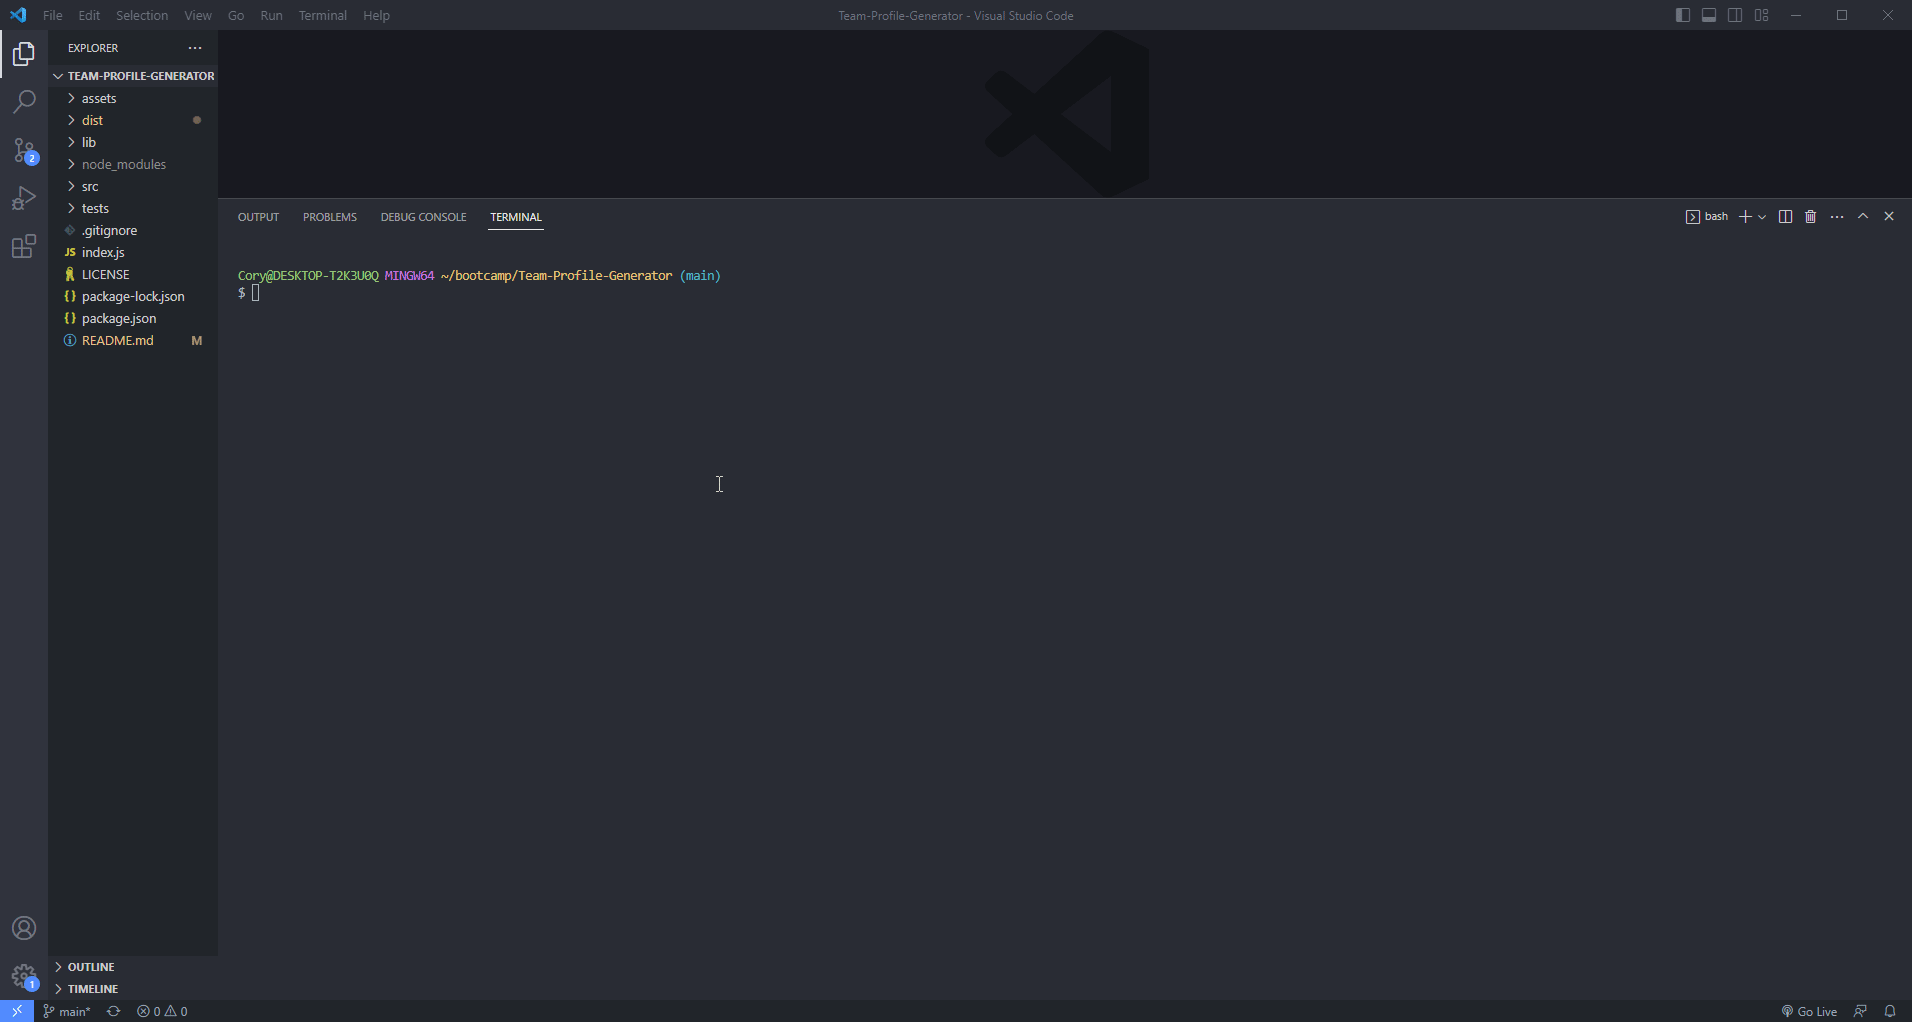 File Edit Selection View Go Run Terminal Help
Team-Profile-Generator - Visual Studio Code
EXPLORER
TEAM-PROFILE-GENERATOR
assets
dist
lib
node_modules
src
tests
.gitignore
JS index.js
LICENSE
{} package-lock.json
{} package.json
README.md M
OUTLINE
TIMELINE
2
1
OUTPUT PROBLEMS DEBUG CONSOLE TERMINAL
bash
Cory@DESKTOP-T2K3U0Q MINGW64 ~/bootcamp/Team-Profile-Generator (main)
$
main* 0 0
Go Live